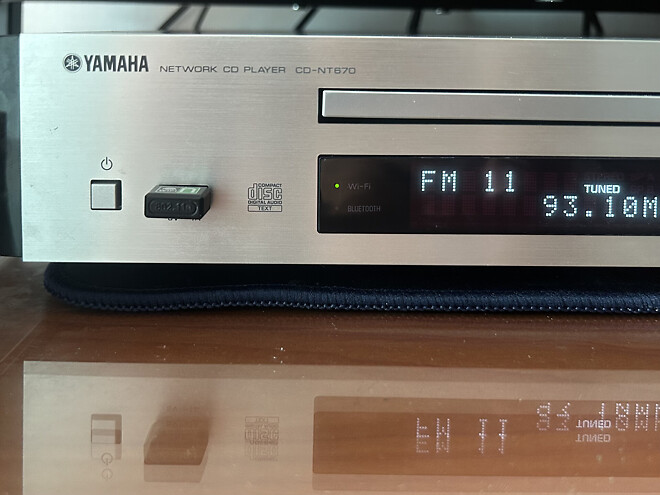 YAMAHA NETWORK CD PLAYER CD-NT670
COMPACT
disc
DIGITAL AUDIO
TEXT
Wi-Fi
BLUETOOTH
FM 11
TUNED
93.10M